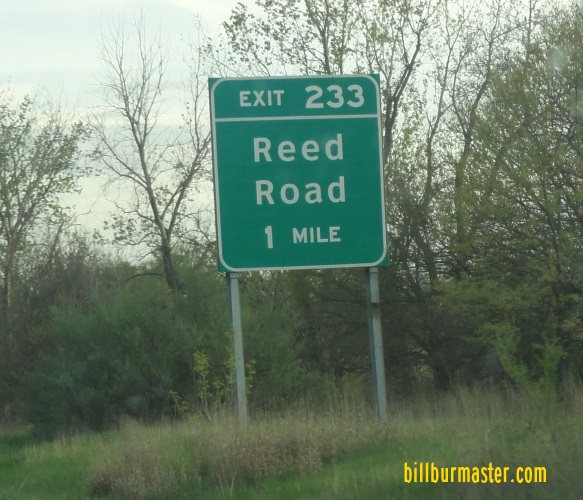 EXIT 233
Reed
Road
1 MILE
billburmaster.com